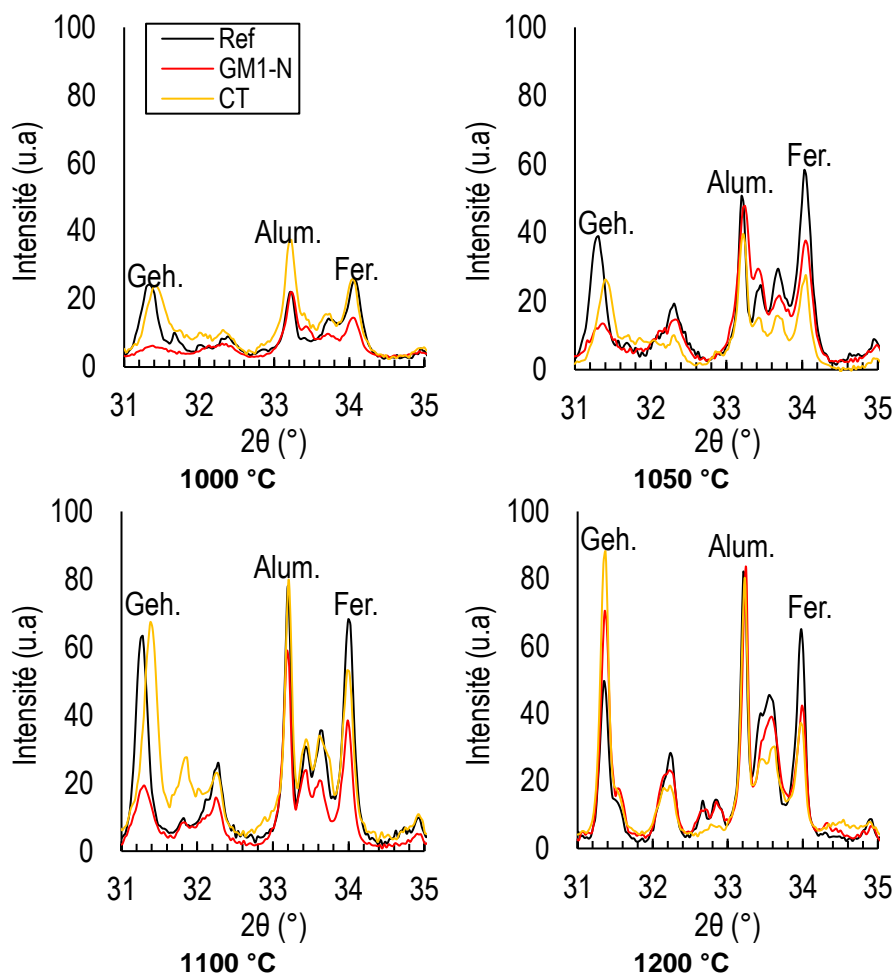 100
80
60
40
20
0
Intensité (u.a)
Ref
GM1-N
CT
Geh.
Alum.
Fer.
31 32 33 34 35
2θ (°)
1000 °C
100
80
60
40
20
0
Intensité (u.a)
Geh.
Alum.
Fer.
31 32 33 34 35
2θ (°)
1050 °C
100
80
60
40
20
0
Intensité (u.a)
Geh.
Alum.
Fer.
31 32 33 34 35
2θ (°)
1100 °C
100
80
60
40
20
0
Intensité (u.a)
Geh.
Alum.
Fer.
31 32 33 34 35
2θ (°)
1200 °C